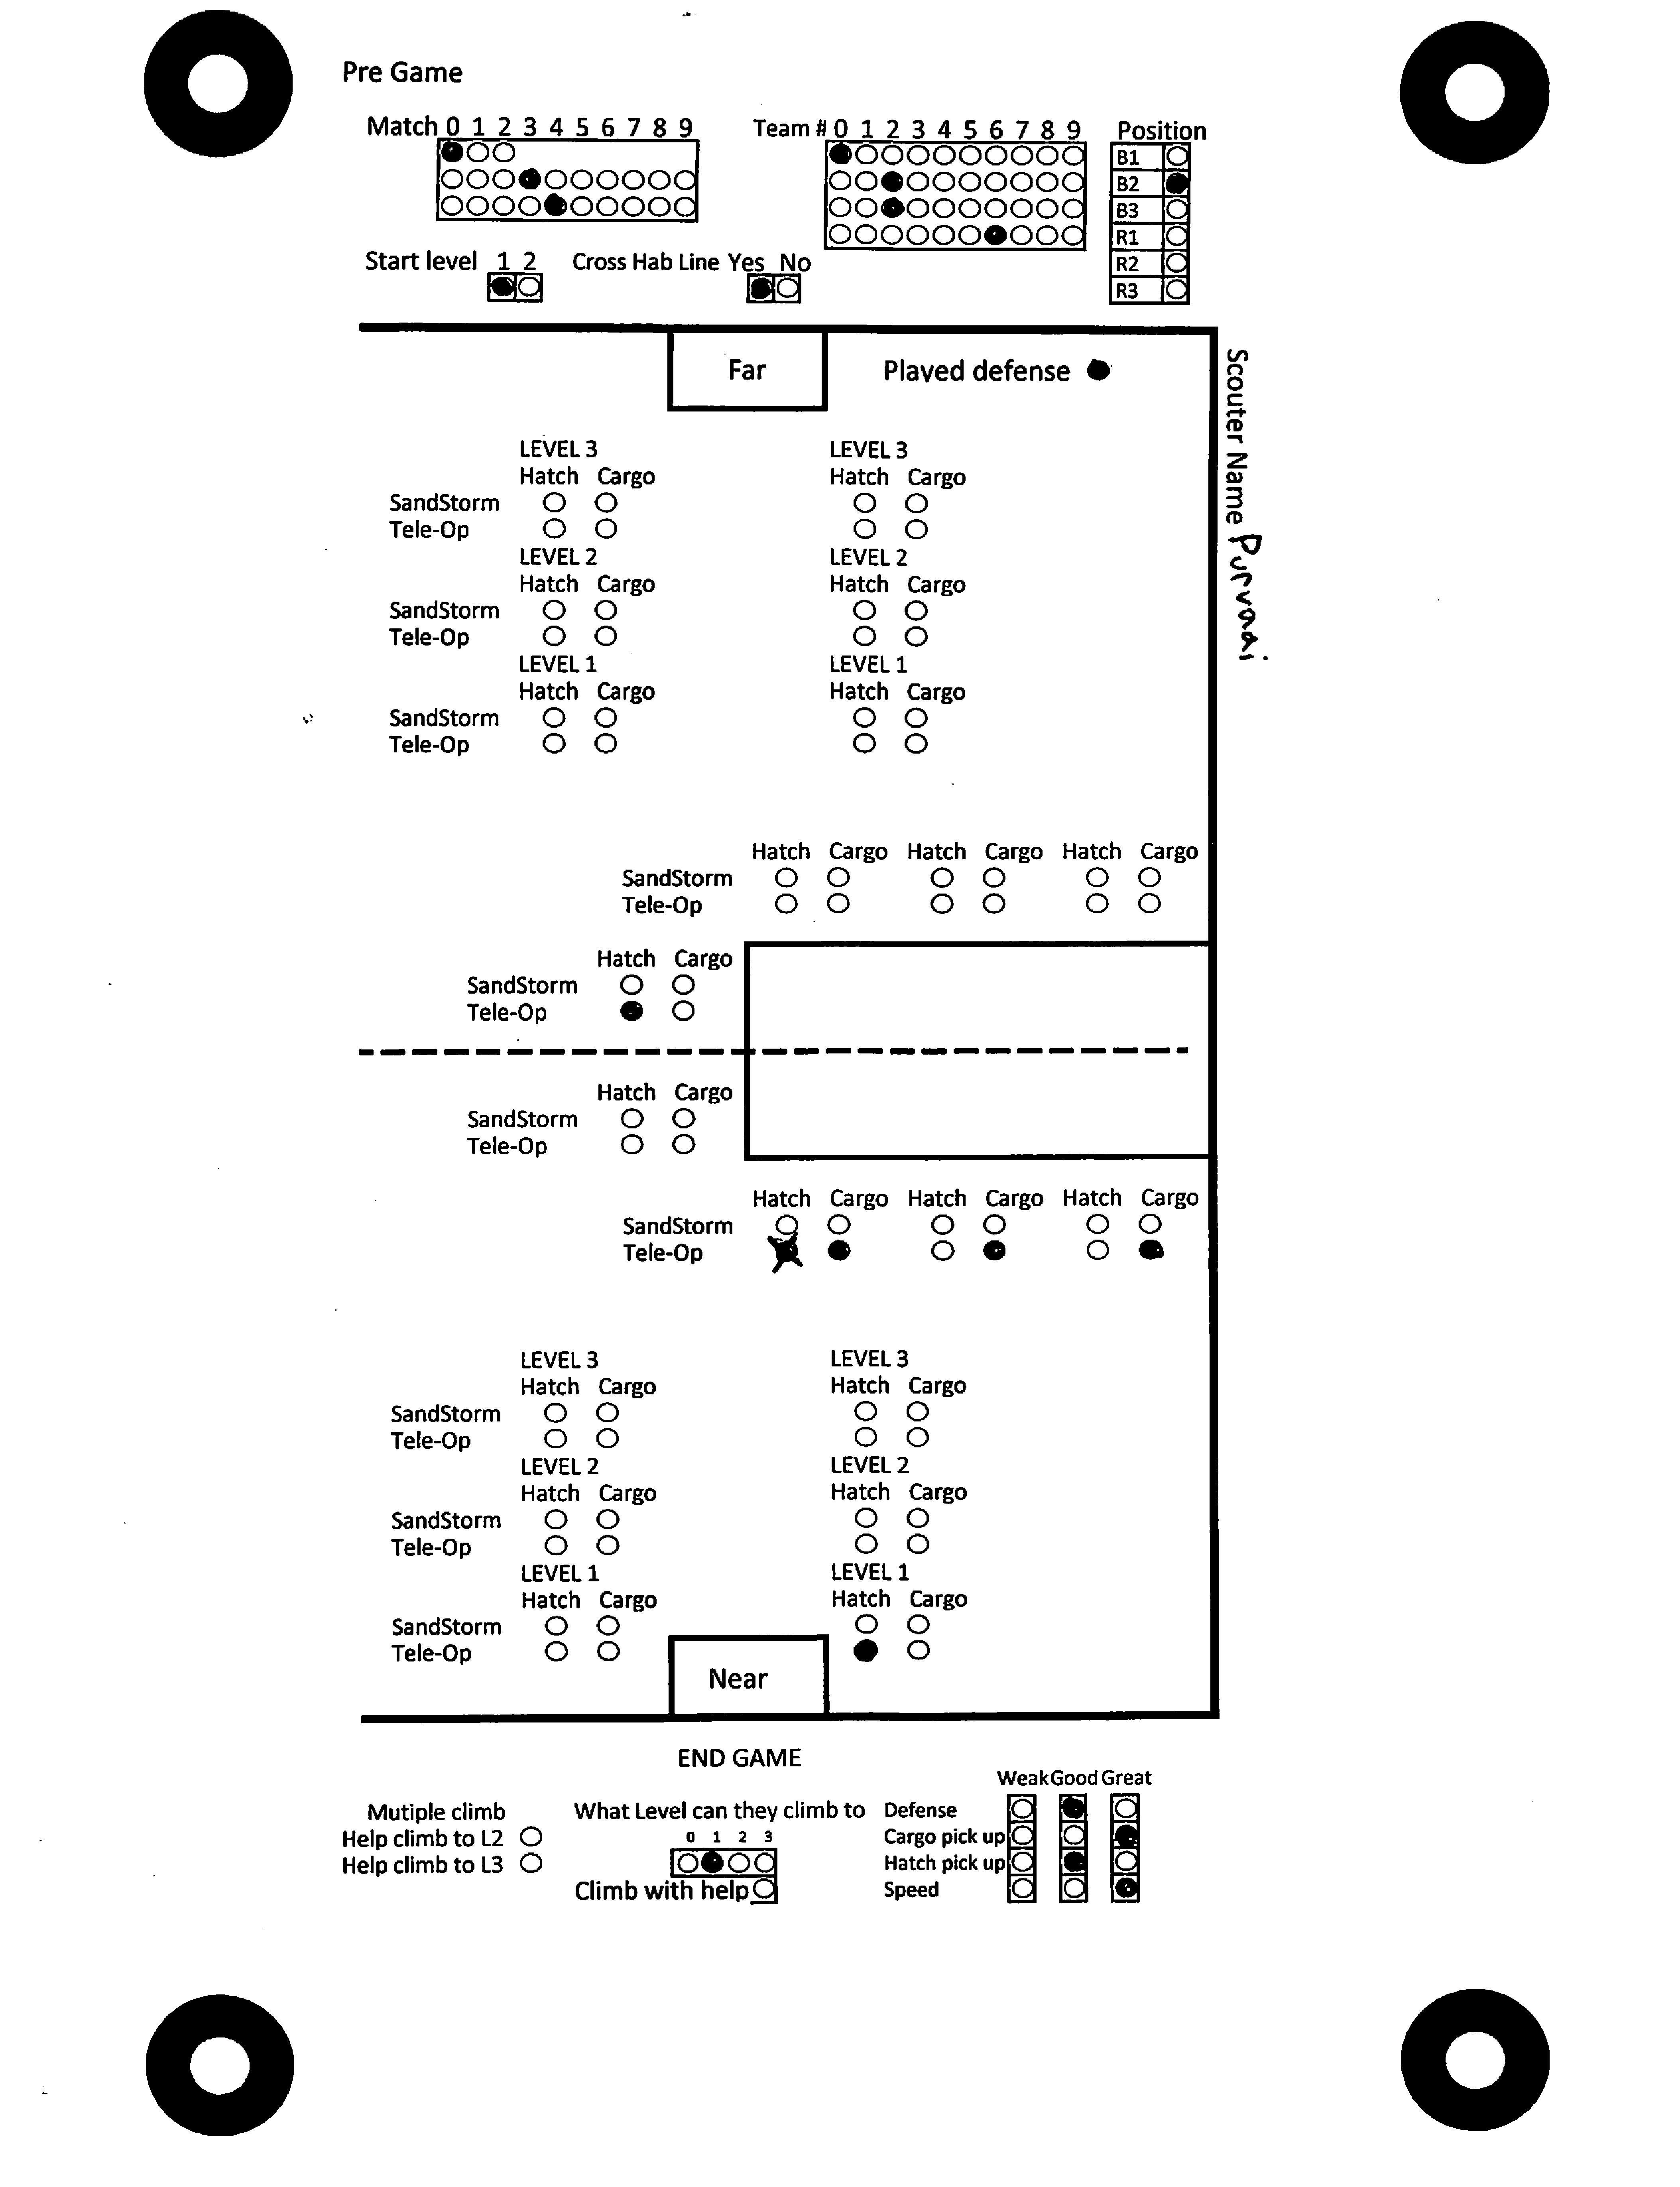 Pre Game
Match 0 1 2 3 4 5 6 7 8 9
Team # 0 1 2 3 4 5 6 7 8 9
Position
B1
B2
B3
R1
R2
R3
Start level 1 2
Cross Hab Line Yes No
Far
Played defense
Scouter Name
LEVEL 3 LEVEL 3
Hatch Cargo Hatch Cargo
SandStorm
Tele-Op
LEVEL 2 LEVEL 2
Hatch Cargo Hatch Cargo
SandStorm
Tele-Op
LEVEL 1 LEVEL 1
Hatch Cargo Hatch Cargo
SandStorm
Tele-Op
Hatch Cargo Hatch Cargo Hatch Cargo
SandStorm
Tele-Op
Hatch Cargo
SandStorm
Tele-Op
Hatch Cargo
SandStorm
Tele-Op
Hatch Cargo Hatch Cargo Hatch Cargo
SandStorm
Tele-Op
LEVEL 3 LEVEL 3
Hatch Cargo Hatch Cargo
SandStorm
Tele-Op
LEVEL 2 LEVEL 2
Hatch Cargo Hatch Cargo
SandStorm
Tele-Op
LEVEL 1 LEVEL 1
Hatch Cargo Hatch Cargo
SandStorm
Tele-Op
Near
END GAME
Mutiple climb
Help climb to L2
Help climb to L3
What Level can they climb to
0 1 2 3
Climb with help
Weak Good Great
Defense
Cargo pick up
Hatch pick up
Speed